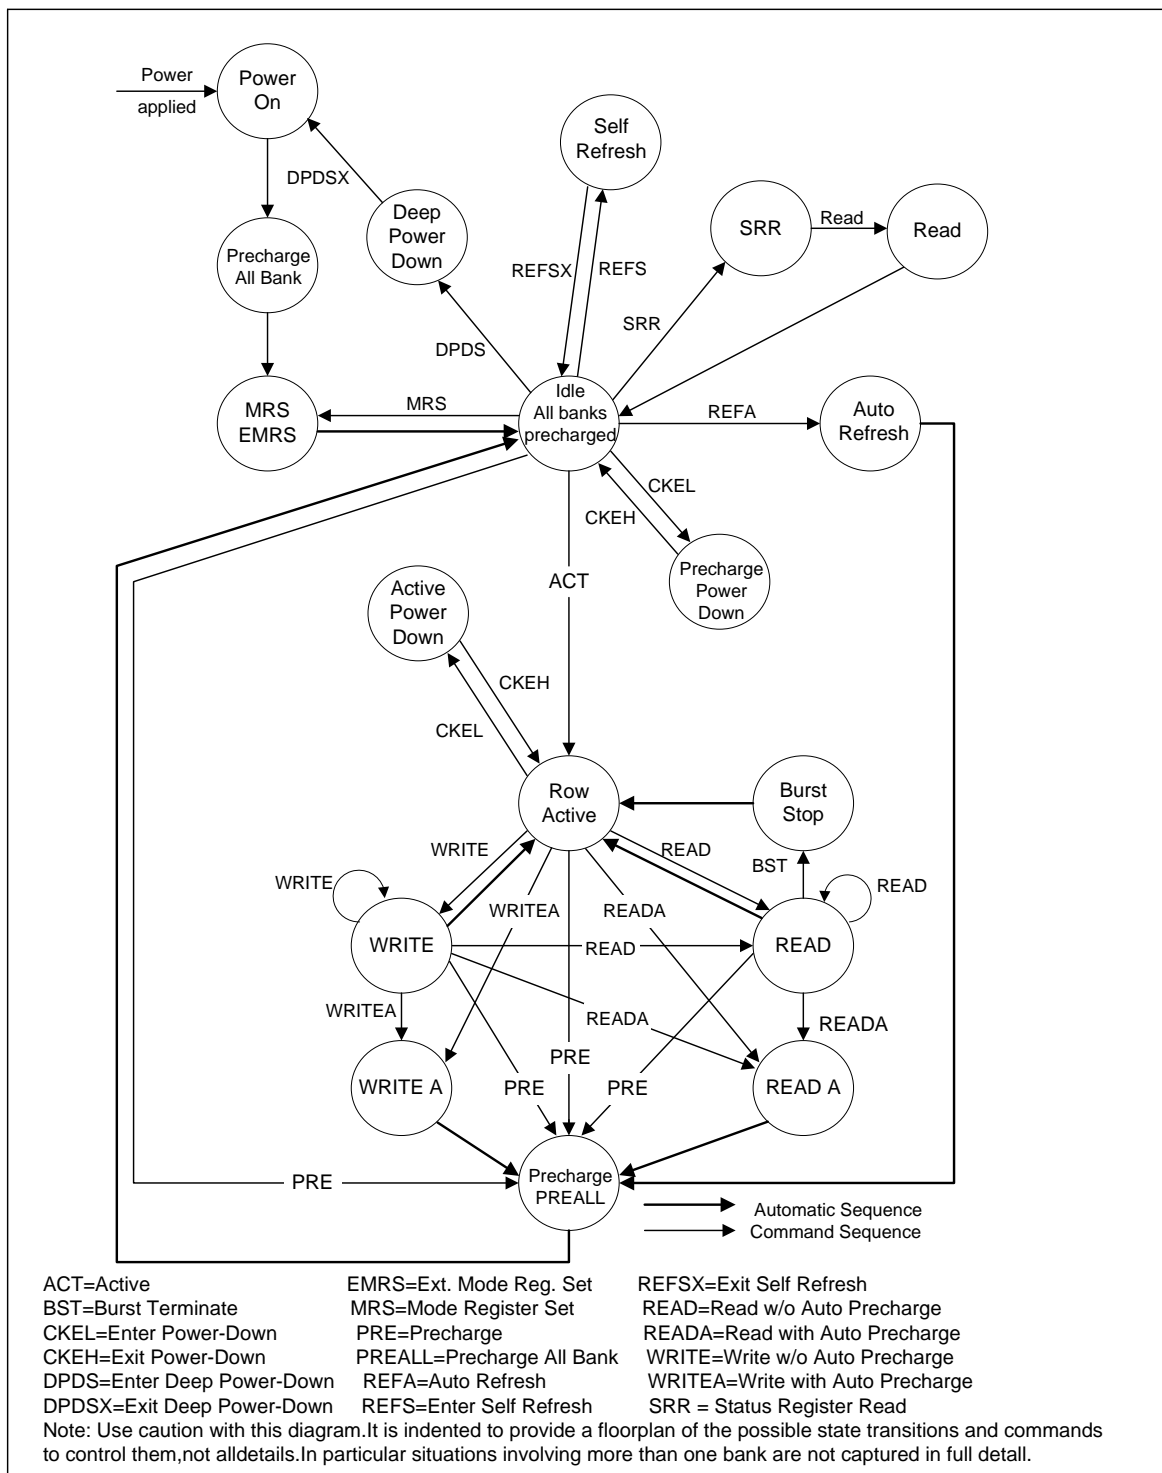 Power
applied
Power
On
DPDSX
Deep
Power
Down
Precharge
All Bank
DPDS
MRS
EMRS
MRS
Self
Refresh
REFSX
REFS
SRR
SRR
Read
Read
Idle
All banks
precharged
REFA
Auto
Refresh
CKEL
CKEH
Precharge
Power
Down
ACT
Active
Power
Down
CKEH
CKEL
Row
Active
Burst
Stop
WRITE
READ
BST
WRITE
READ
WRITEA
READA
WRITE
READ
READ
WRITEA
READA
READA
WRITE A
PRE
PRE
PRE
READ A
PRE
Precharge
PREALL
Automatic Sequence
Command Sequence
ACT=Active EMRS=Ext. Mode Reg. Set REFSX=Exit Self Refresh
BST=Burst Terminate MRS=Mode Register Set READ=Read w/o Auto Precharge
CKEL=Enter Power-Down PRE=Precharge READA=Read with Auto Precharge
CKEH=Exit Power-Down PREALL=Precharge All Bank WRITE=Write w/o Auto Precharge
DPDS=Enter Deep Power-Down REFA=Auto Refresh WRITEA=Write with Auto Precharge
DPDSX=Exit Deep Power-Down REFS=Enter Self Refresh SRR = Status Register Read
Note: Use caution with this diagram.It is indented to provide a floorplan of the possible state transitions and commands
to control them,not alldetails.In particular situations involving more than one bank are not captured in full detall.